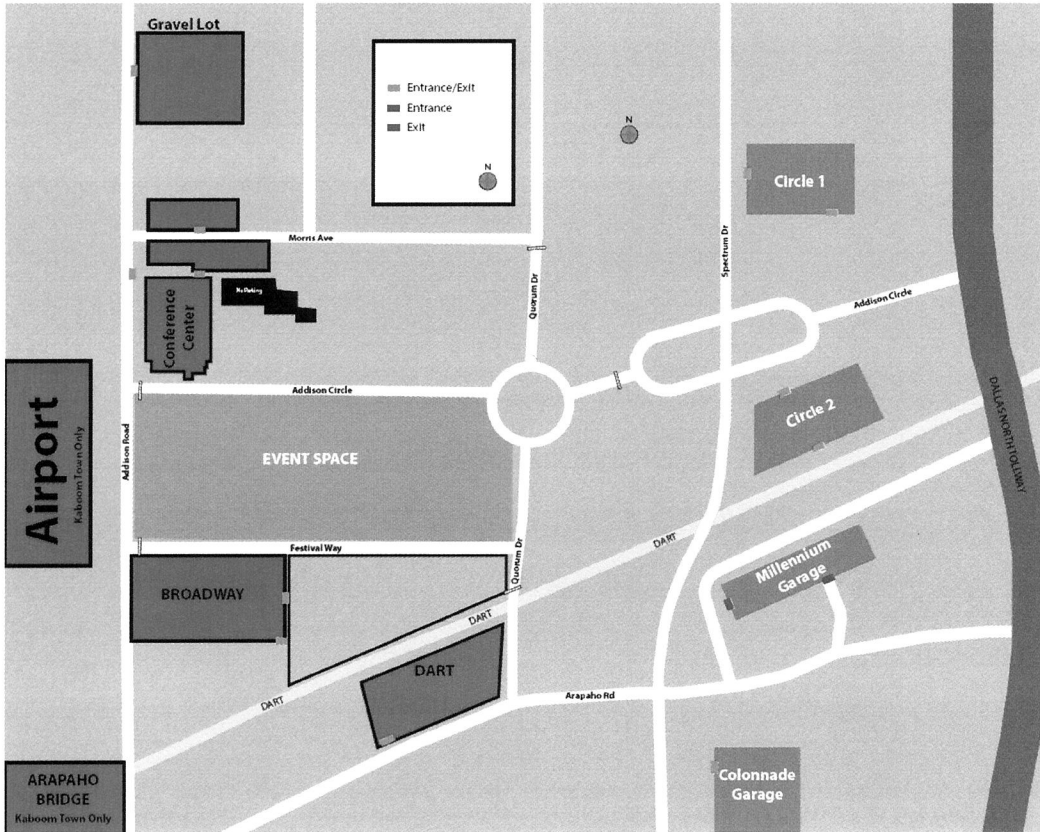 Gravel Lot
Entrance/Exit
Entrance
Exit
N
N
Circle 1
Morris Ave
No Parking
Quorum Dr
Spectrum Dr
Addison Circle
Conference
Center
Addison Circle
Airport
Kaboom Town Only
Addison Road
EVENT SPACE
Circle 2
DALLAS NORTH TOLLWAY
Festival Way
Quorum Dr
DART
Millennium
Garage
BROADWAY
DART
DART
DART
Arapaho Rd
ARAPAHO
BRIDGE
Kaboom Town Only
Colonnade
Garage